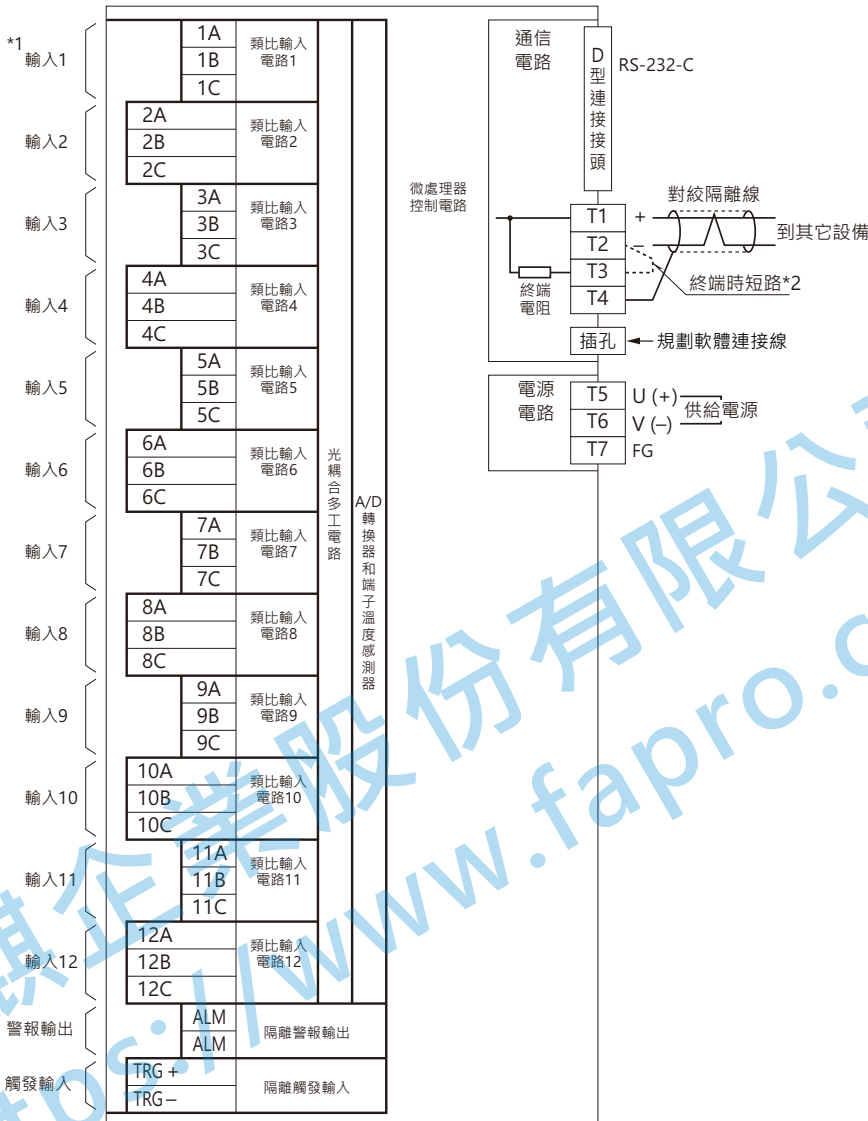 *1
輸入1
1A
1B
1C
類比輸入
電路1
輸入2
2A
2B
2C
類比輸入
電路2
輸入3
3A
3B
3C
類比輸入
電路3
輸入4
4A
4B
4C
類比輸入
電路4
輸入5
5A
5B
5C
類比輸入
電路5
輸入6
6A
6B
6C
類比輸入
電路6
輸入7
7A
7B
7C
類比輸入
電路7
輸入8
8A
8B
8C
類比輸入
電路8
輸入9
9A
9B
9C
類比輸入
電路9
輸入10
10A
10B
10C
類比輸入
電路10
輸入11
11A
11B
11C
類比輸入
電路11
輸入12
12A
12B
12C
類比輸入
電路12
警報輸出
ALM
ALM
隔離警報輸出
觸發輸入
TRG +
TRG –
隔離觸發輸入
光耦合多工電路
A/D轉換器和端子溫度感測器
微處理器
控制電路
通信
電路
D型連接接頭
RS-232-C
T1
+
T2
–
T3
T4
對絞隔離線
到其它設備
終端時短路*2
終端
電阻
插孔
規劃軟體連接線
電源
電路
T5
U (+)
T6
V (–)
T7
FG
供給電源
麒企業股份有限公
tps://www.fapro.c